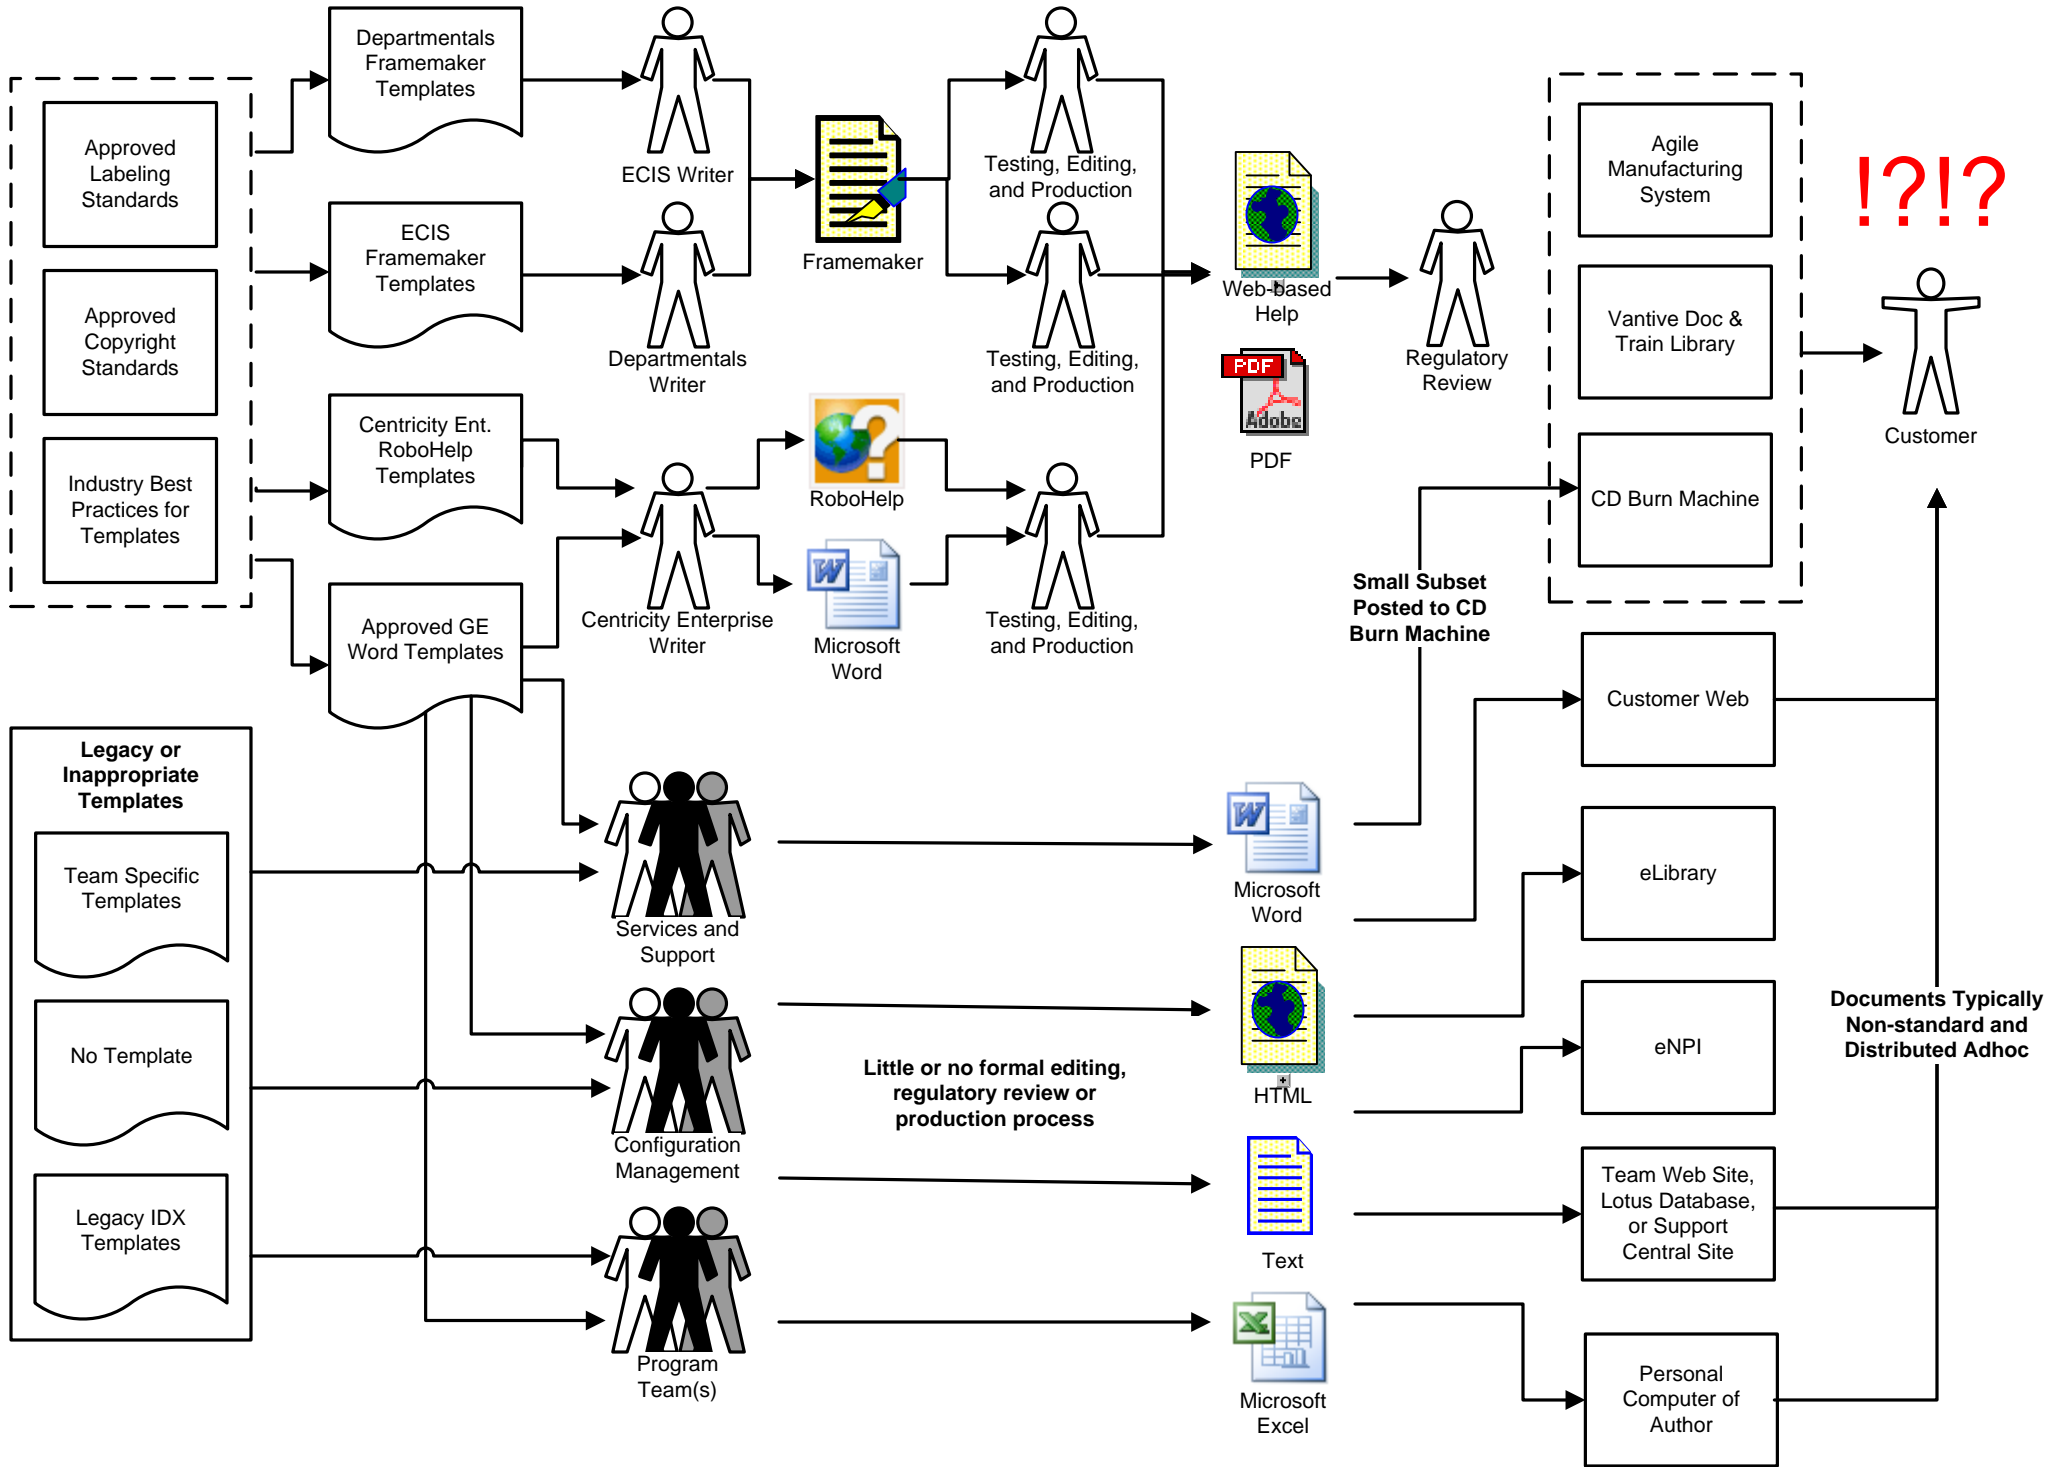 Departmentals
Framemaker
Templates
Approved
Labeling
Standards
ECIS Writer
Framemaker
Testing, Editing,
and Production
Agile
Manufacturing
System
!?!?
ECIS
Framemaker
Templates
Approved
Copyright
Standards
Departmentals
Writer
Testing, Editing,
and Production
Web-based
Help
PDF
Adobe
PDF
Regulatory
Review
Vantive Doc &
Train Library
Customer
Centricity Ent.
RoboHelp
Templates
Industry Best
Practices for
Templates
RoboHelp
CD Burn Machine
Approved GE
Word Templates
Centricity Enterprise
Writer
W
Microsoft
Word
Testing, Editing,
and Production
Small Subset
Posted to CD
Burn Machine
Customer Web
Legacy or
Inappropriate
Templates
Team Specific
Templates
Services and
Support
W
Microsoft
Word
eLibrary
No Template
Configuration
Management
Little or no formal editing,
regulatory review or
production process
HTML
eNPI
Documents Typically
Non-standard and
Distributed Adhoc
Legacy IDX
Templates
Program
Team(s)
Text
Team Web Site,
Lotus Database,
or Support
Central Site
X
Microsoft
Excel
Personal
Computer of
Author